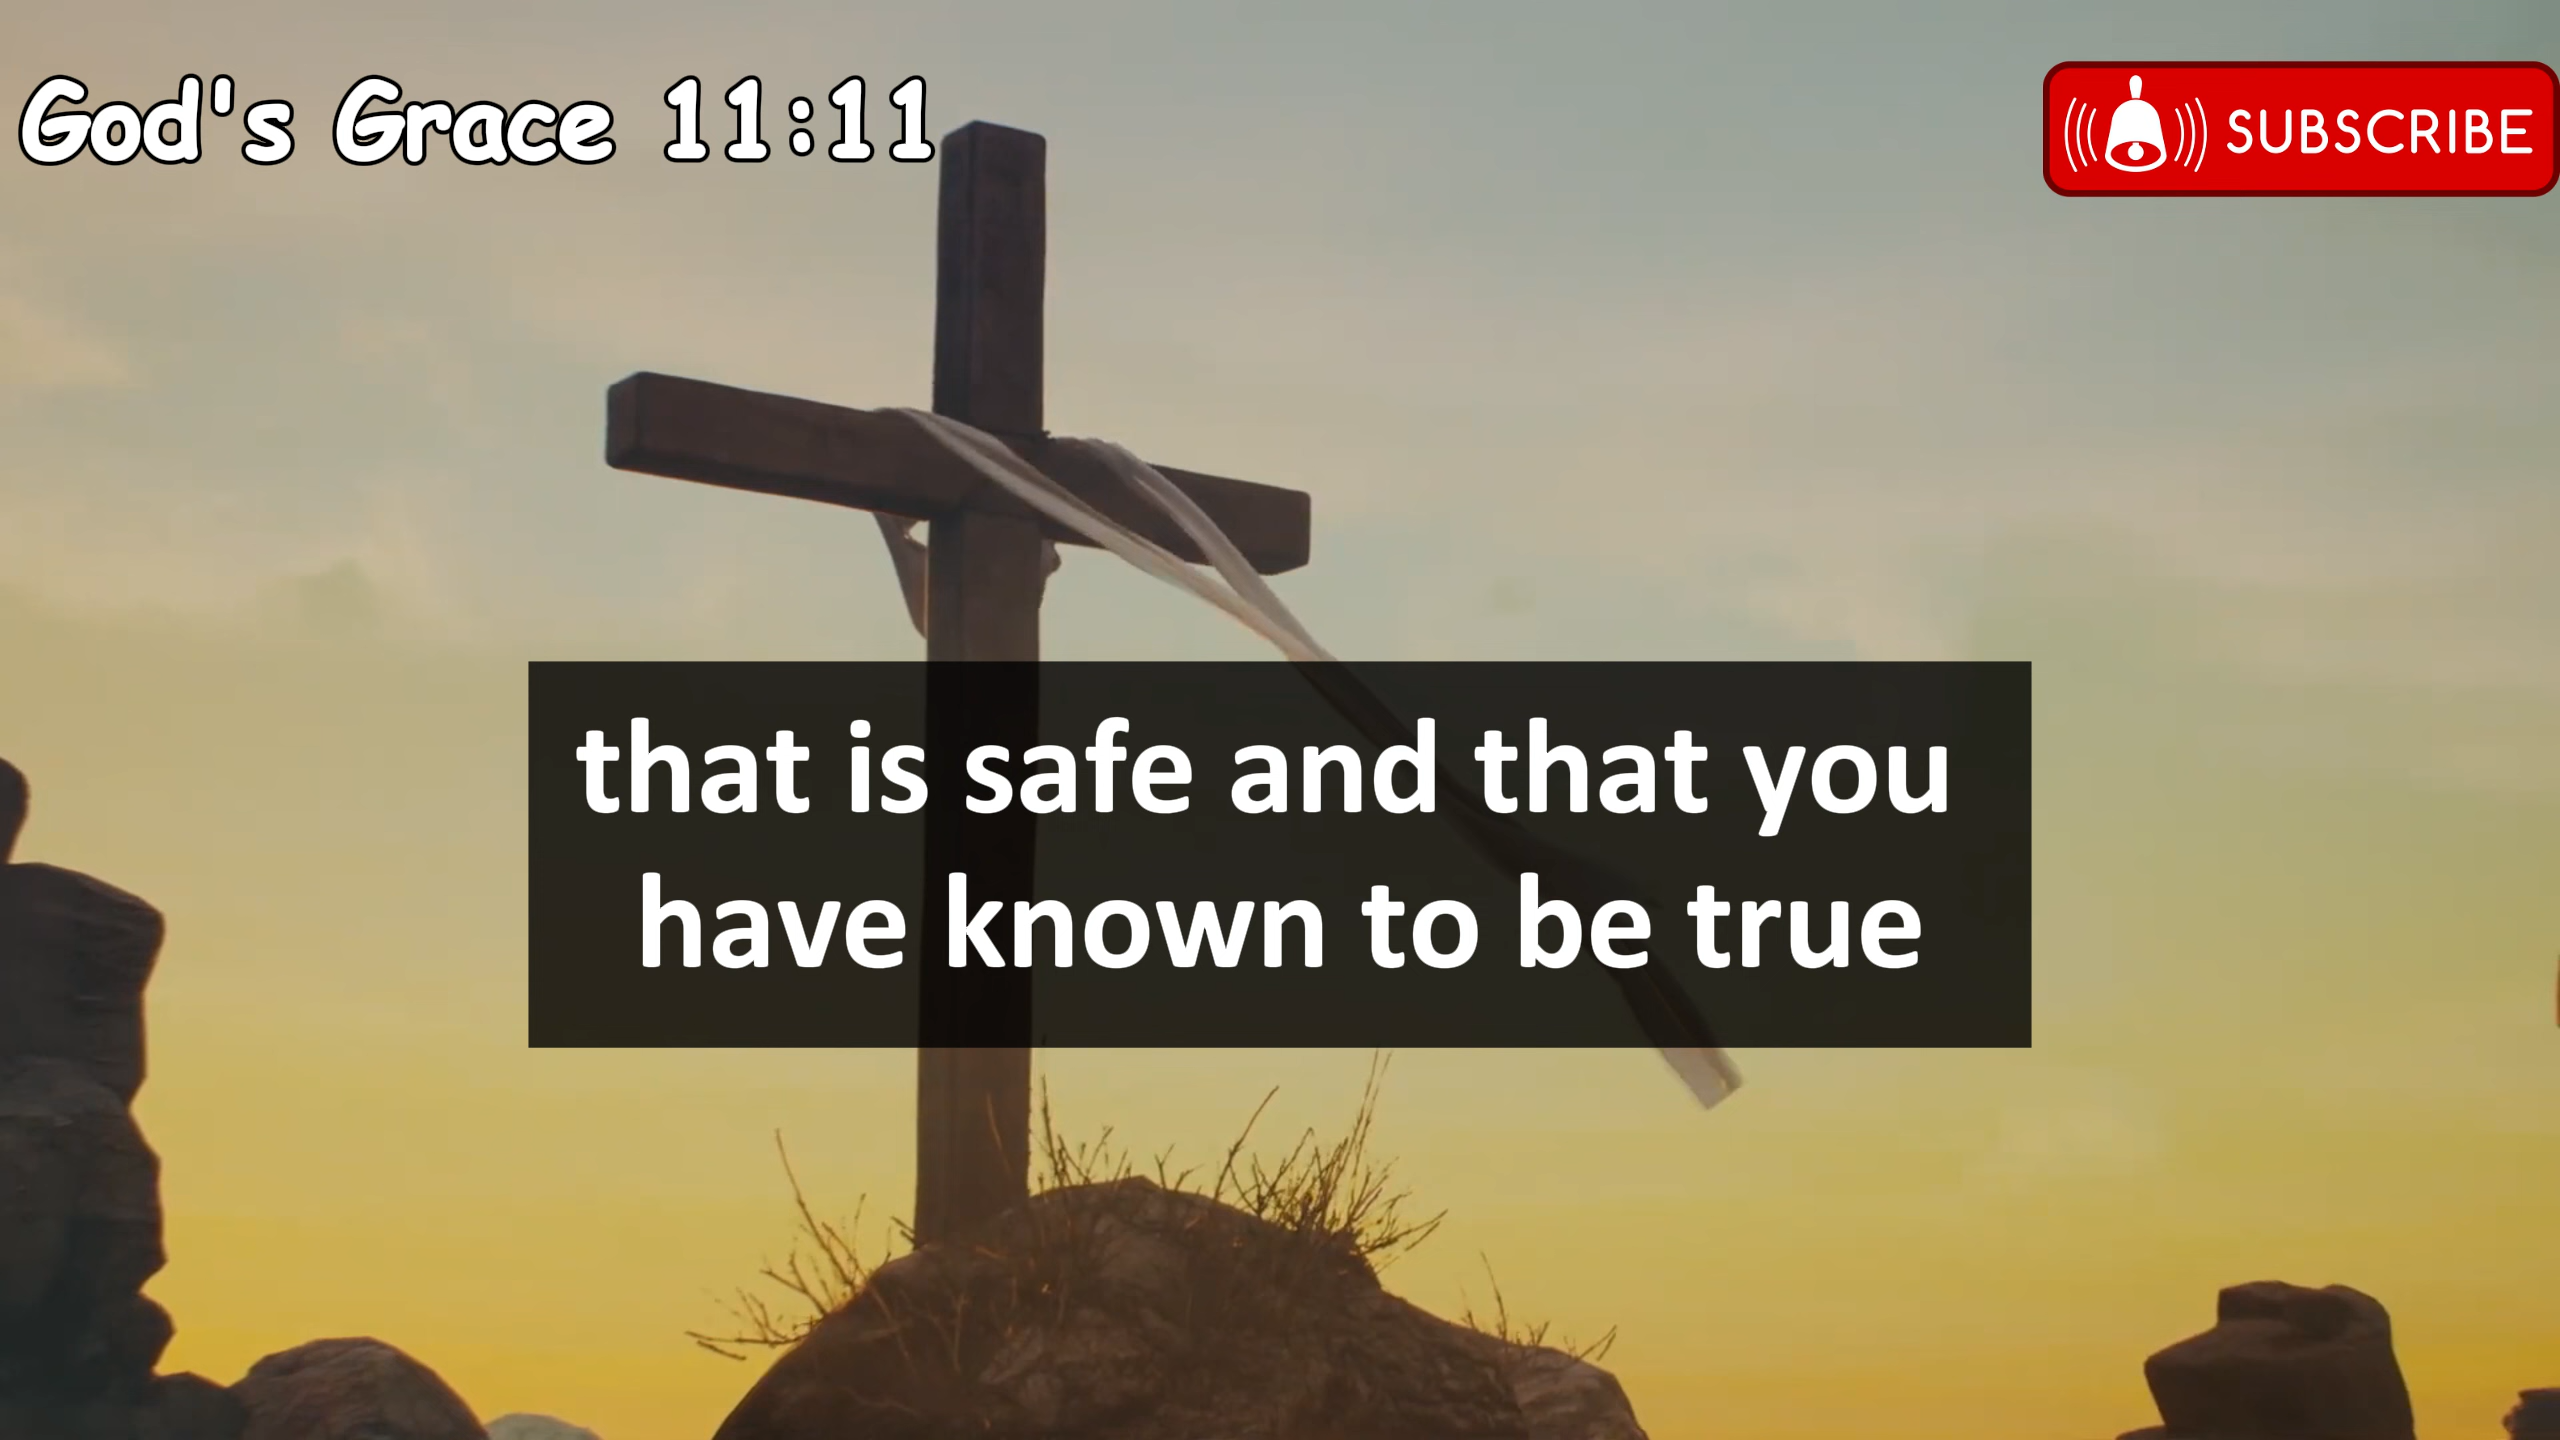 God's Grace 11:11
SUBSCRIBE
that is safe and that you
have known to be true